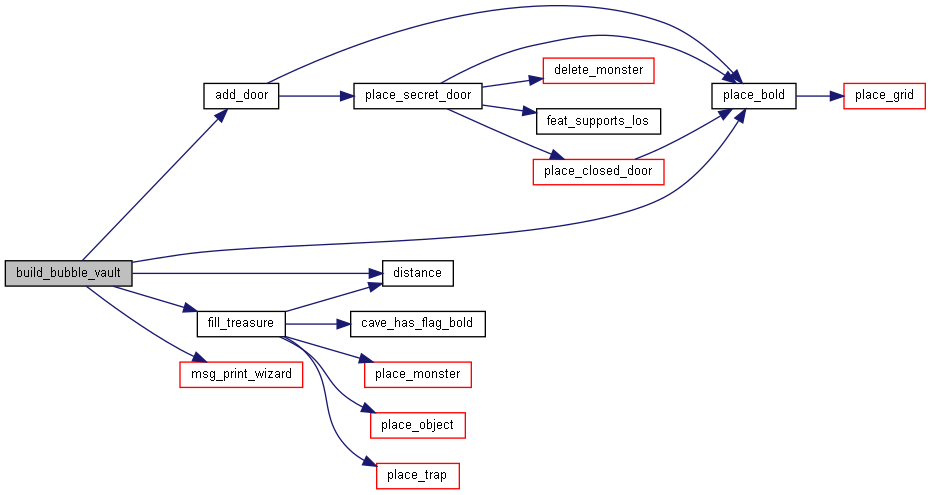 build_bubble_vault
add_door
place_secret_door
delete_monster
feat_supports_los
place_closed_door
place_bold
place_grid
distance
fill_treasure
cave_has_flag_bold
place_monster
place_object
place_trap
msg_print_wizard